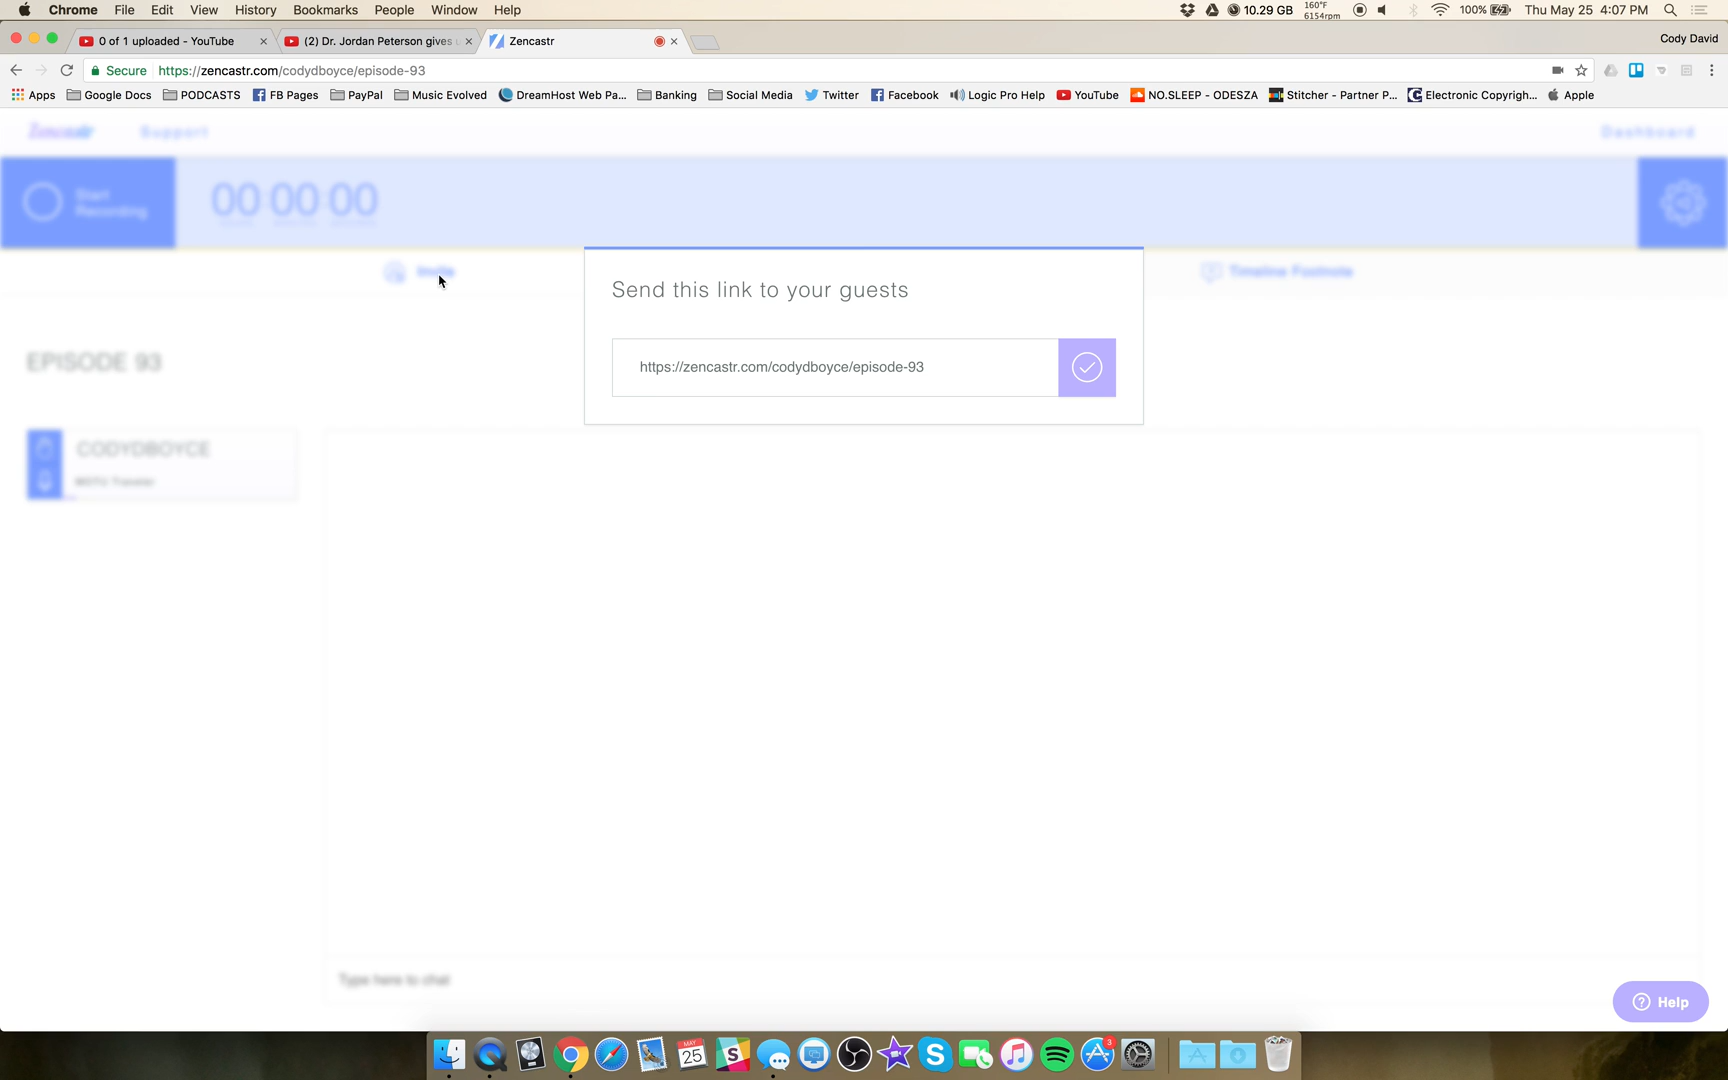 Chrome File Edit View History Bookmarks People Window Help 10.29 GB 160°F 6154rpm 100% Thu May 25 4:07 PM
0 of 1 uploaded - YouTube (2) Dr. Jordan Peterson gives Zencastr Cody David
Secure https://zencastr.com/codydboyce/episode-93
Apps Google Docs PODCASTS FB Pages PayPal Music Evolved DreamHost Web Pa... Banking Social Media Twitter Facebook Logic Pro Help YouTube NO.SLEEP - ODESZA Stitcher - Partner P... Electronic Copyrigh... Apple
Zencastr Support Dashboard
Start Recording 00 00 00
Invite Timeline Footnote
Send this link to your guests
https://zencastr.com/codydboyce/episode-93
EPISODE 93
CODYDBOYCE
MOTU Traveler
Type here to chat
Help
MAY 25
3